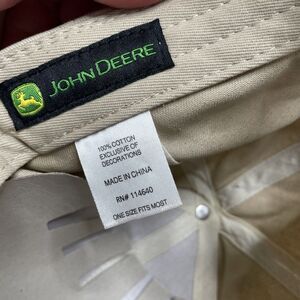 JOHN DEERE
100% COTTON
EXCLUSIVE OF
DECORATIONS
MADE IN CHINA
RN# 114640
ONE SIZE FITS MOST